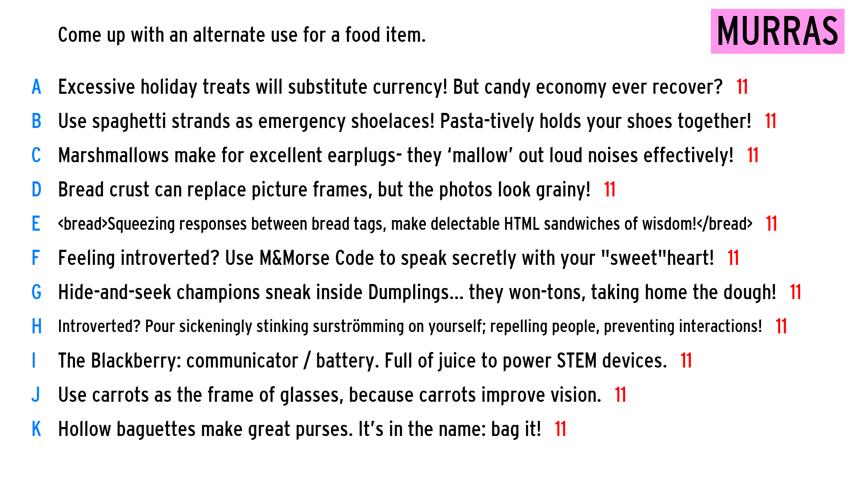 Come up with an alternate use for a food item.
MURRAS
A Excessive holiday treats will substitute currency! But candy economy ever recover? 11
B Use spaghetti strands as emergency shoelaces! Pasta-tively holds your shoes together! 11
C Marshmallows make for excellent earplugs- they ‘mallow’ out loud noises effectively! 11
D Bread crust can replace picture frames, but the photos look grainy! 11
E <bread>Squeezing responses between bread tags, make delectable HTML sandwiches of wisdom!</bread> 11
F Feeling introverted? Use M&Morse Code to speak secretly with your "sweet"heart! 11
G Hide-and-seek champions sneak inside Dumplings... they won-tons, taking home the dough! 11
H Introverted? Pour sickeningly stinking surströmming on yourself; repelling people, preventing interactions! 11
I The Blackberry: communicator / battery. Full of juice to power STEM devices. 11
J Use carrots as the frame of glasses, because carrots improve vision. 11
K Hollow baguettes make great purses. It’s in the name: bag it! 11